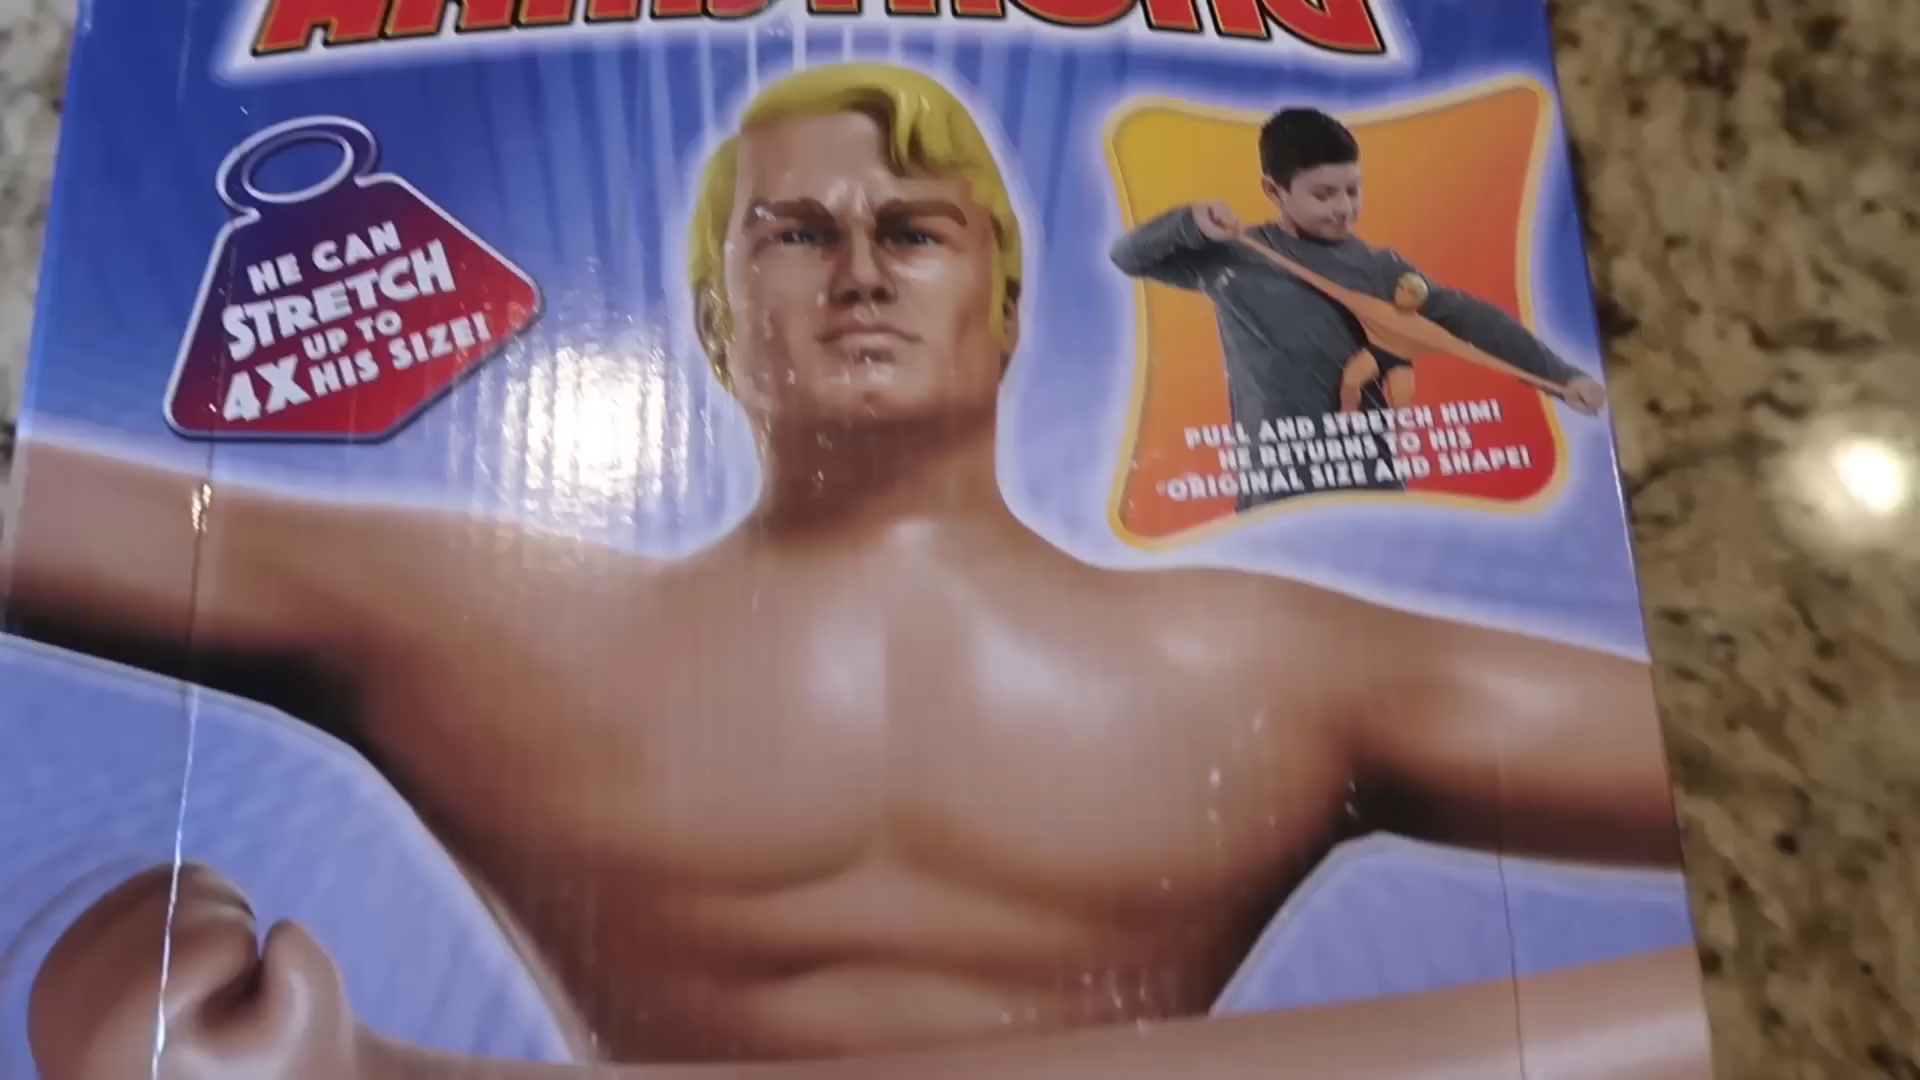 ARMSTRONG
HE CAN
STRETCH
UP TO
4X HIS SIZE!
PULL AND STRETCH HIM!
HE RETURNS TO HIS
*ORIGINAL SIZE AND SHAPE!